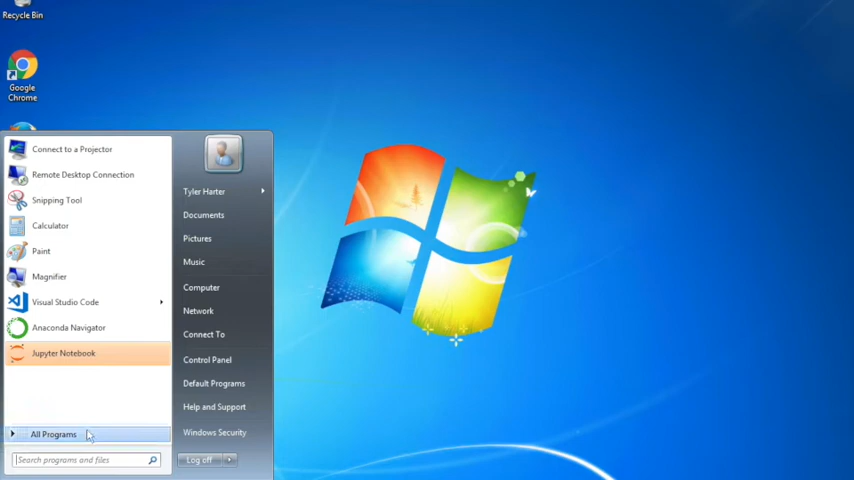 Recycle Bin
Google
Chrome
Connect to a Projector
Remote Desktop Connection
Snipping Tool
Calculator
Paint
Magnifier
Visual Studio Code
Anaconda Navigator
Jupyter Notebook
All Programs
Search programs and files
Tyler Harter
Documents
Pictures
Music
Computer
Network
Connect To
Control Panel
Default Programs
Help and Support
Windows Security
Log off